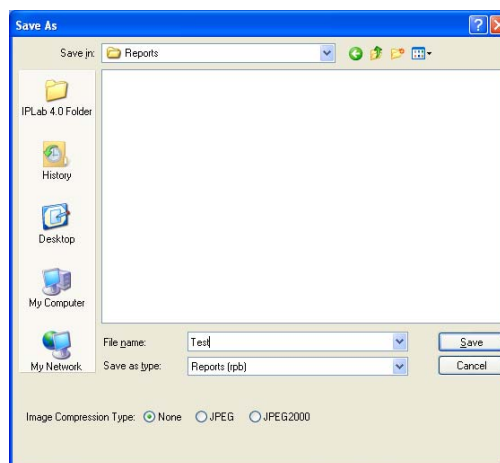 Save As
Save in: Reports
IPLab 4.0 Folder
History
Desktop
My Computer
My Network
File name: Test Save
Save as type: Reports (rpb) Cancel
Image Compression Type: None JPEG JPEG2000